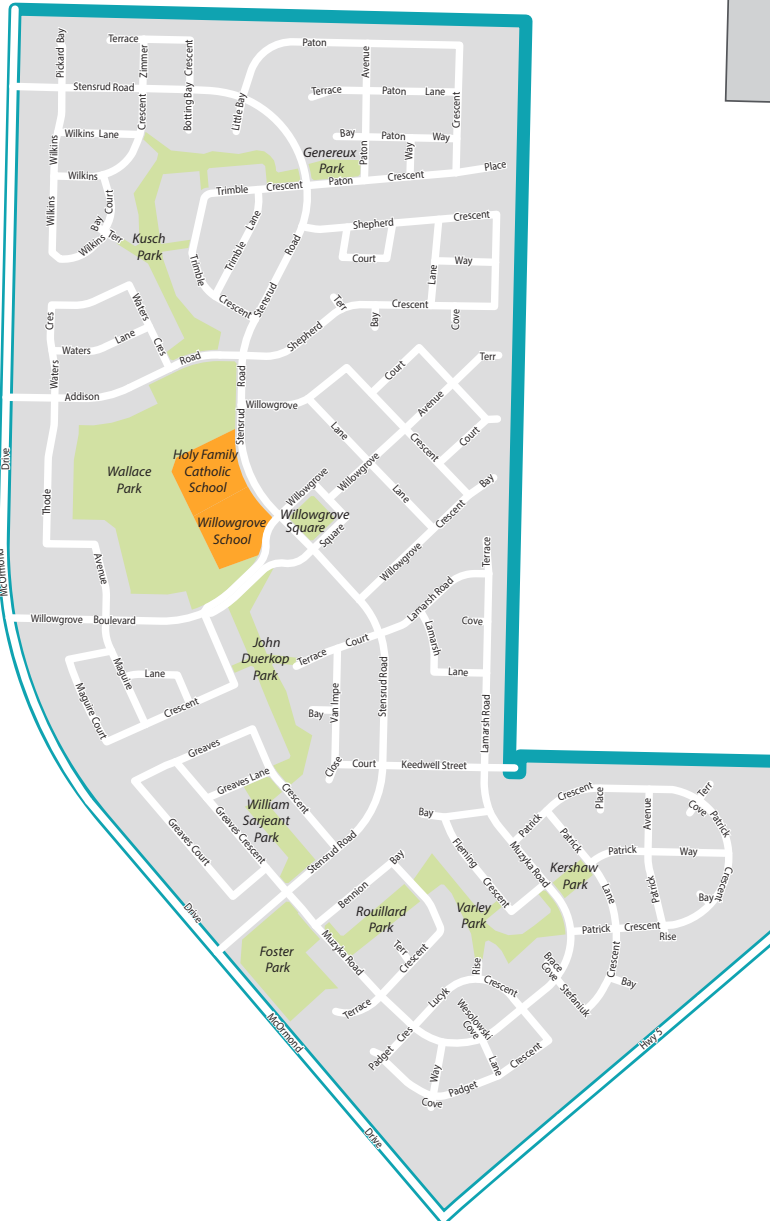 Pickard Bay
Terrace
Zimmer
Crescent
Botting Bay
Crescent
Little Bay
Paton
Avenue
Stensrud Road
Terrace
Paton
Lane
Crescent
Wilkins Lane
Wilkins
Bay
Paton
Way
Paton
Way
Genereux
Park
Place
Crescent
Paton
Crescent
Trimble
Wilkins
Court
Bay
Wilkins
Wilkins
Terr
Kusch
Park
Trimble
Lane
Trimble
Crescent
Road
Stensrud
Shepherd
Crescent
Court
Lane
Way
Terr
Crescent
Bay
Cove
Shepherd
Cres
Waters
Lane
Waters
Cres
Waters
Road
Addison
Road
Stensrud
Willowgrove
Court
Terr
Avenue
Lane
Crescent
Court
Willowgrove
Lane
Bay
Crescent
Willowgrove
Drive
McOrmond
Wallace
Park
Holy Family
Catholic
School
Willowgrove
School
Willowgrove
Willowgrove
Square
Square
Thode
Avenue
Terrace
Lamarsh Road
Cove
Lamarsh
Lane
Lamarsh Road
Willowgrove
Boulevard
Maguire
Lane
Maguire Court
Crescent
John
Duerkop
Park
Terrace
Court
Van Impe
Bay
Close
Stensrud Road
Court
Keedwell Street
Greaves
Greaves Lane
Crescent
Greaves Crescent
Greaves Court
William
Sarjeant
Park
Stensrud Road
Bay
Fleming
Crescent
Muzyka Road
Patrick
Crescent
Place
Patrick
Avenue
Terr
Cove
Patrick
Patrick
Way
Kershaw
Park
Lane
Patrick
Crescent
Bay
Patrick
Crescent
Rise
Drive
Bennion
Bay
Rouillard
Park
Varley
Park
Foster
Park
Muzyka Road
Terr
Crescent
Terrace
Rise
Brace
Cove
Crescent
Bay
Stefaniuk
Lucyk
Crescent
Wesolowski
Cove
Cres
Padget
Way
Lane
Crescent
Padget
Cove
McOrmond
Drive
Hwy 5